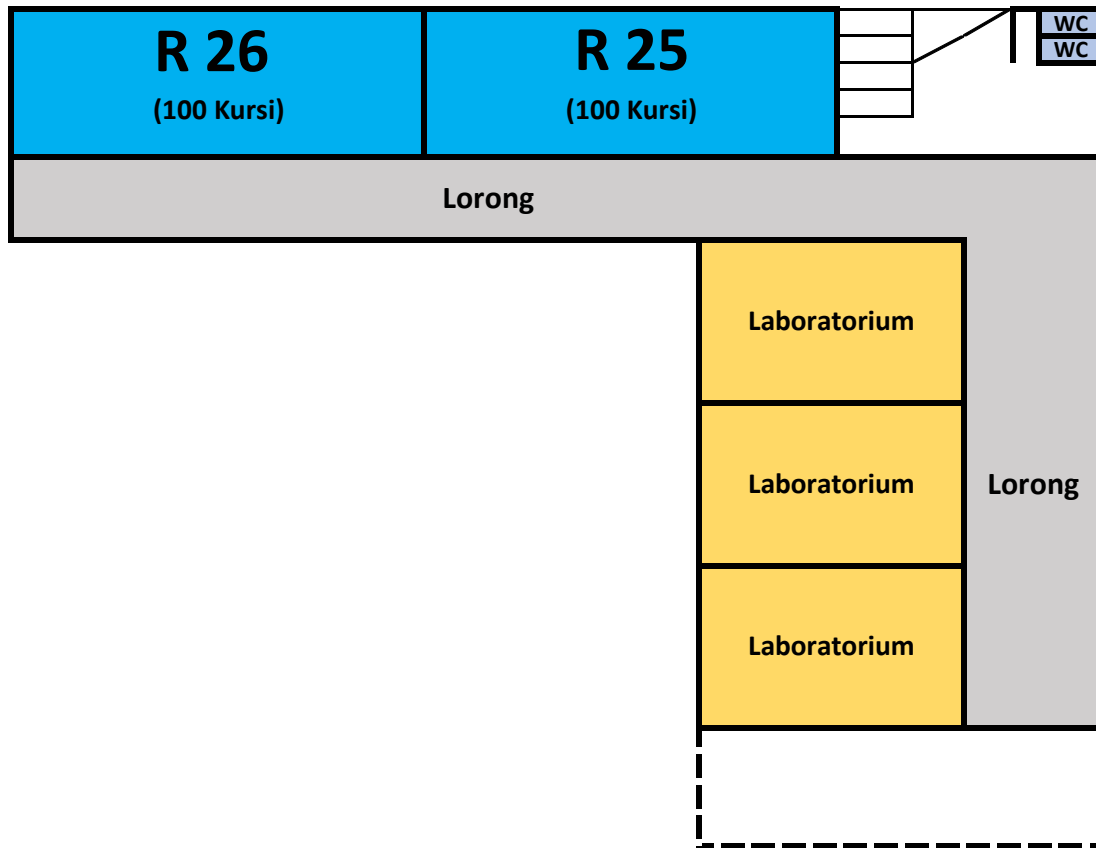 R 26
(100 Kursi)
R 25
(100 Kursi)
WC
WC
Lorong
Laboratorium
Laboratorium
Lorong
Laboratorium